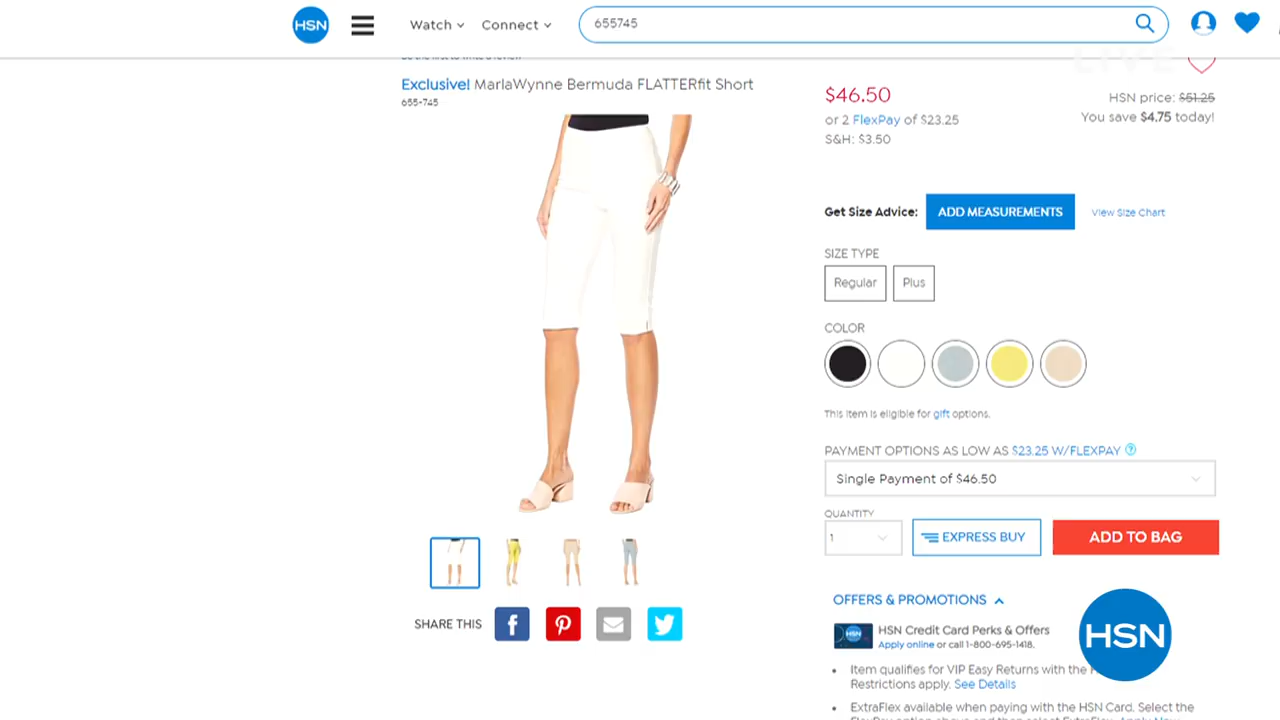 HSN
Watch
Connect
655745
LIVE
Exclusive! MarlaWynne Bermuda FLATTERfit Short
655-745
$46.50
HSN price: $51.25
or 2 FlexPay of $23.25
You save $4.75 today!
S&H: $3.50
Get Size Advice:
ADD MEASUREMENTS
View Size Chart
SIZE TYPE
Regular
Plus
COLOR
This item is eligible for gift options.
PAYMENT OPTIONS AS LOW AS $23.25 W/FLEXPAY ?
Single Payment of $46.50
QUANTITY
1
EXPRESS BUY
ADD TO BAG
SHARE THIS
OFFERS & PROMOTIONS
HSN
HSN Credit Card Perks & Offers
Apply online or call 1-800-695-1418.
HSN
Item qualifies for VIP Easy Returns with the
Restrictions apply. See Details
ExtraFlex available when paying with the HSN Card. Select the